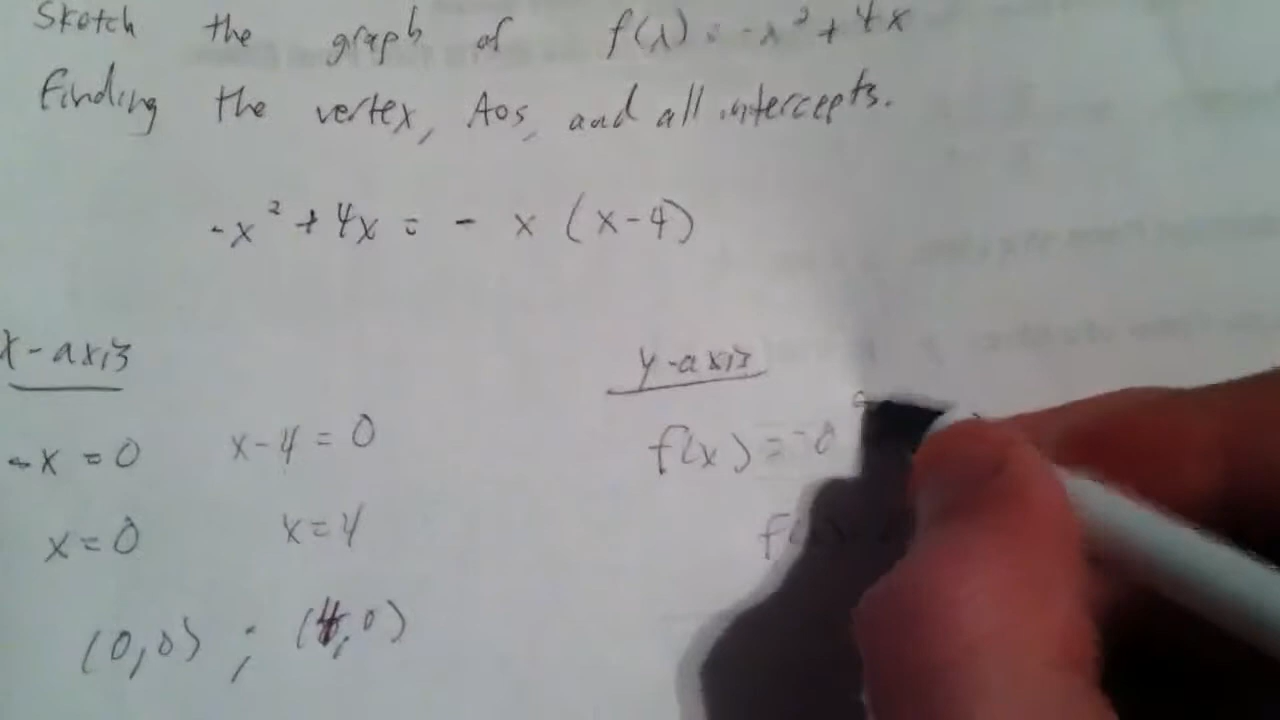 Sketch the graph of f(x) = -x² + 4x
Finding the vertex, Aos, and all intercepts.
-x² + 4x = - x (x-4)
x-axis
y-axis
-x = 0 x-4 = 0
f(x) = -0
x = 0 x = 4
(0,0) ; (4,0)